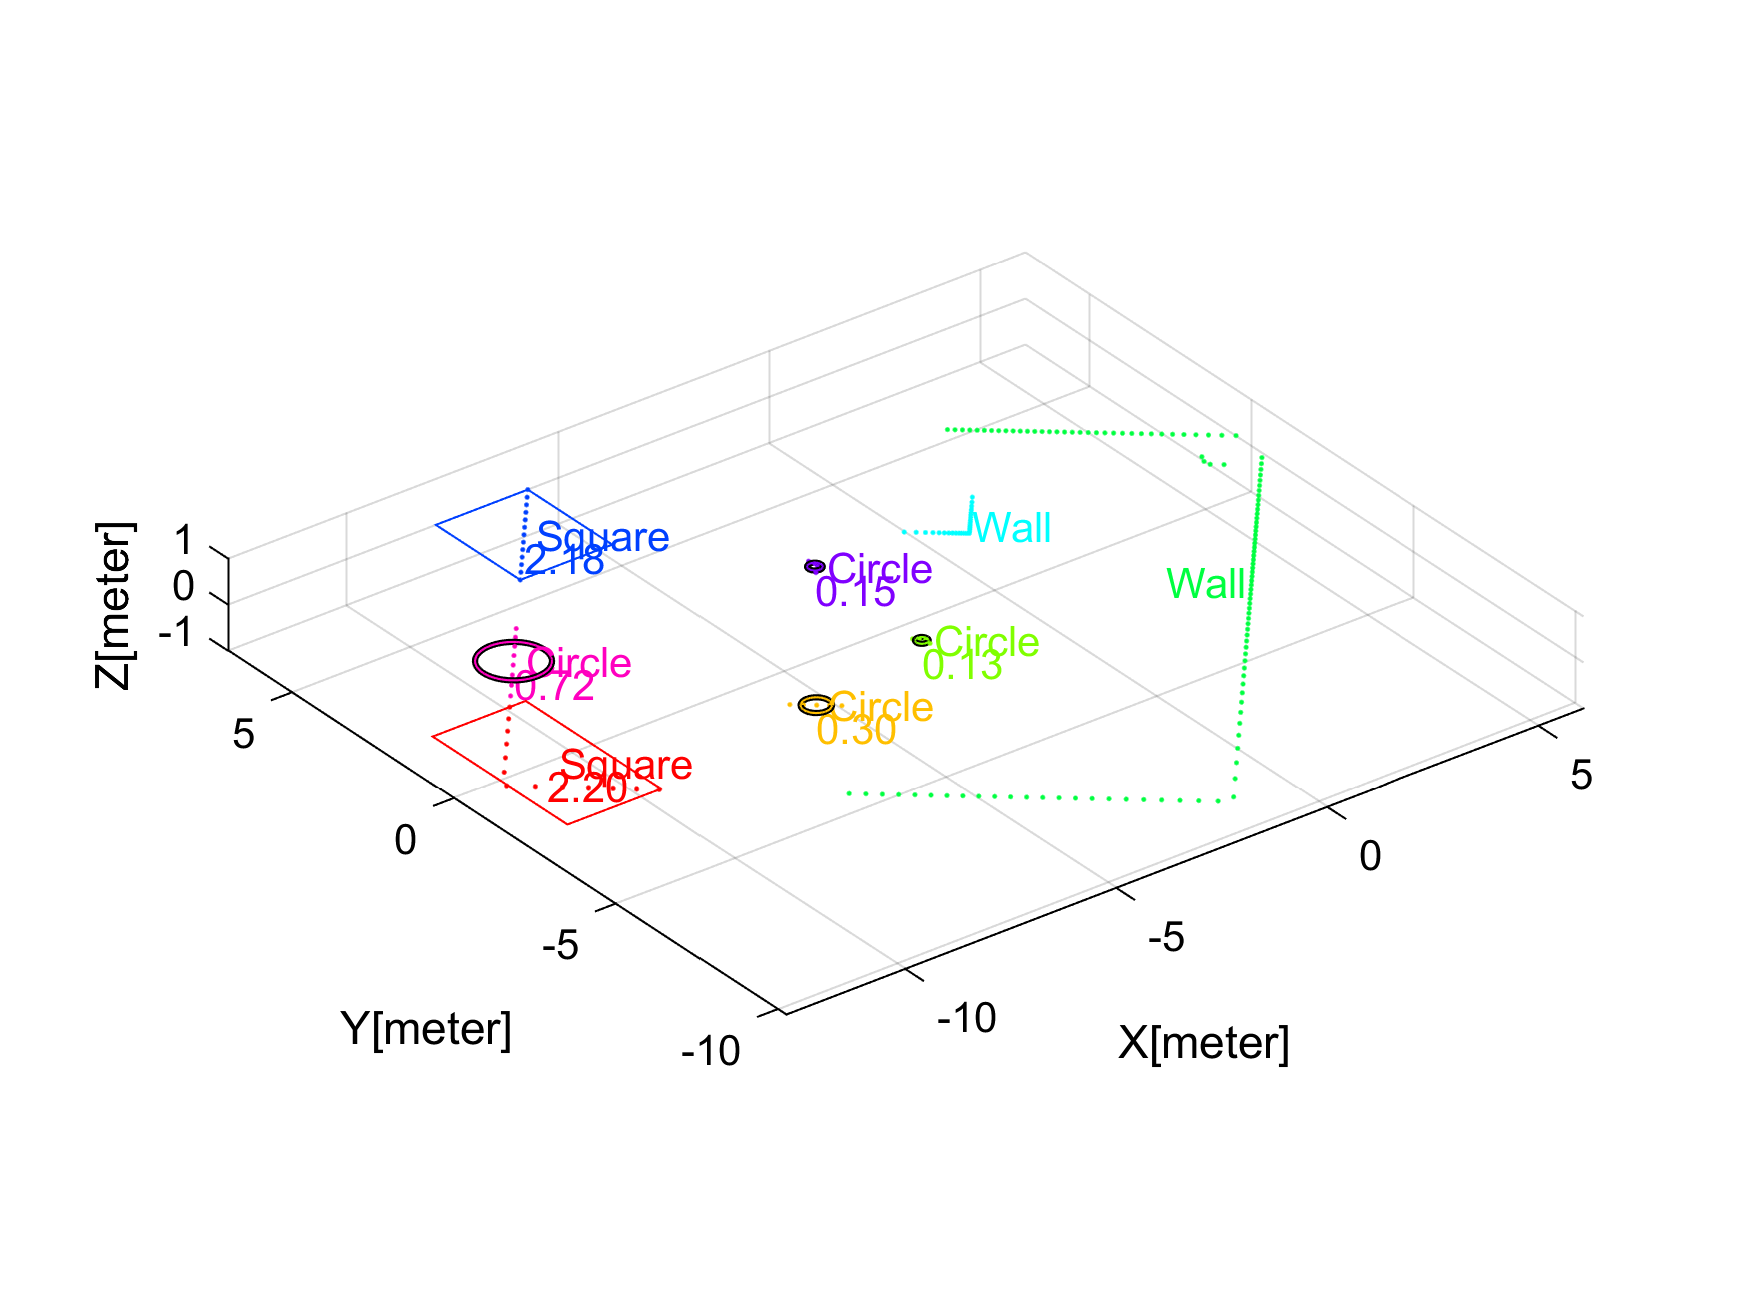 Square
2.18
Wall
Circle
0.15
Wall
Circle
0.13
Circle
0.72
Circle
0.30
Square
2.20
1
0
-1
Z[meter]
5
0
-5
-10
Y[meter]
5
0
-5
-10
X[meter]